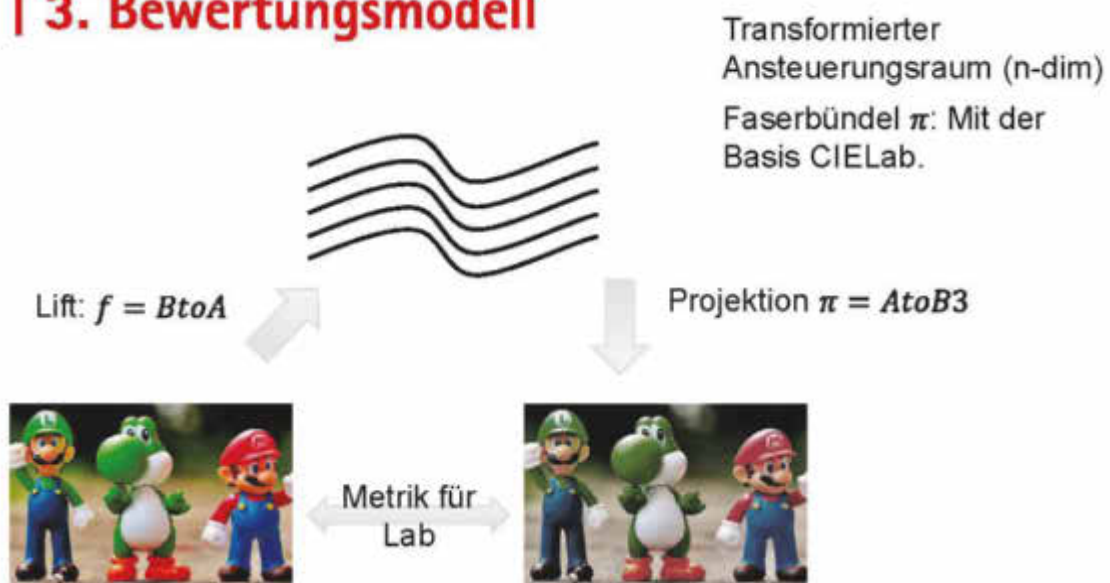 | 3. Bewertungsmodell
Transformierter
Ansteuerungsraum (n-dim)
Faserbündel π: Mit der
Basis CIELab.
Lift: f = BtoA
Projektion π = AtoB3
Metrik für
Lab
L